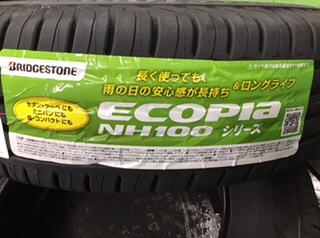 BRIDGESTONE
長く使っても
雨の日の安心感が長持ち
&ロングライフ
セダン・クーペにも
ミニバンにも
軽・コンパクトにも
ECOPIA
NH100 シリーズ